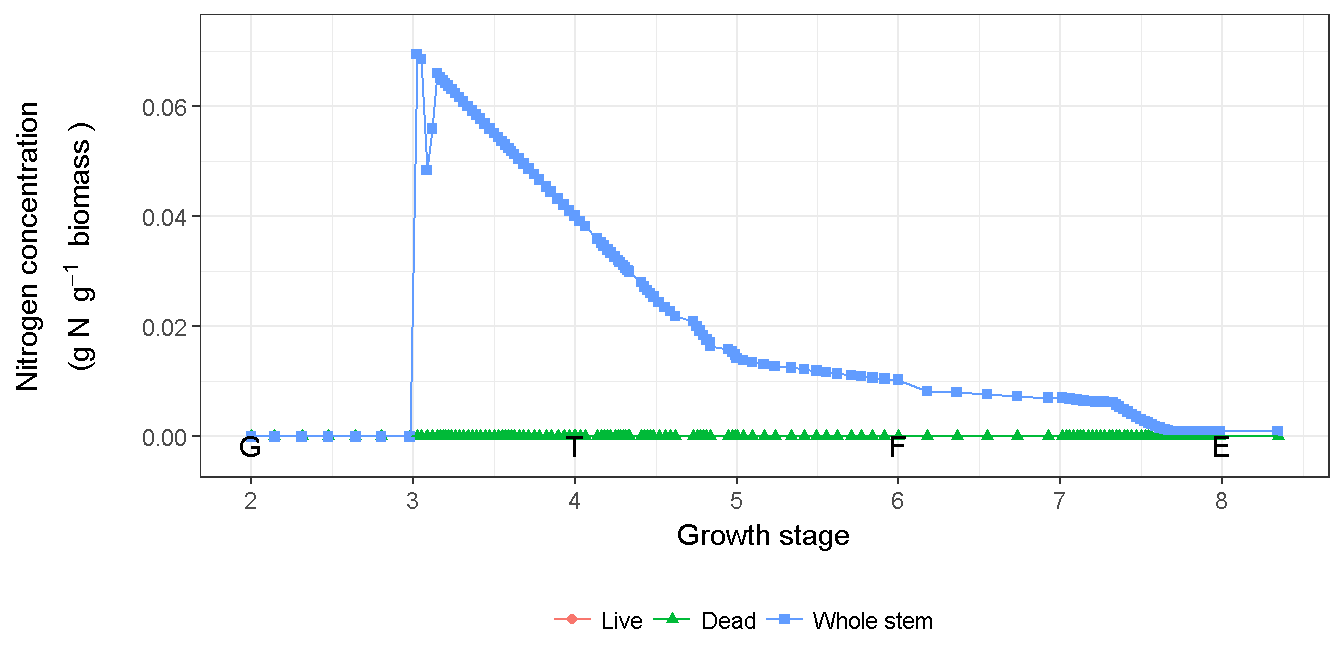 Nitrogen concentration
(g N g⁻¹ biomass )
0.06
0.04
0.02
0.00
G T F E
2 3 4 5 6 7 8
Growth stage
Live Dead Whole stem